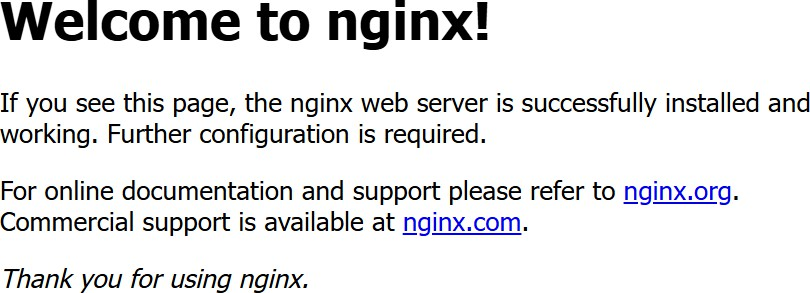 Welcome to nginx!
If you see this page, the nginx web server is successfully installed and
working. Further configuration is required.
For online documentation and support please refer to nginx.org.
Commercial support is available at nginx.com.
Thank you for using nginx.